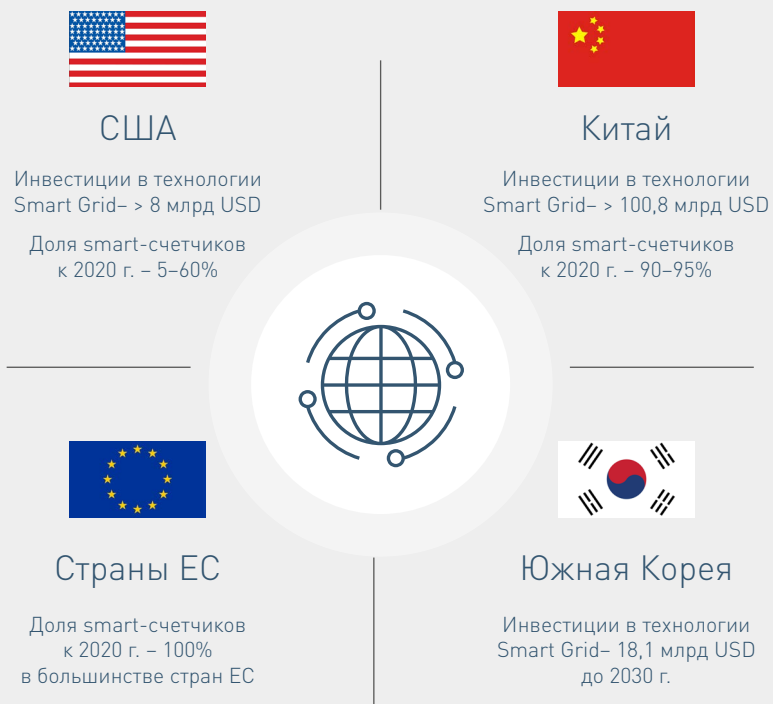 США
Инвестиции в технологии
Smart Grid– > 8 млрд USD
Доля smart-счетчиков
к 2020 г. – 5–60%
Китай
Инвестиции в технологии
Smart Grid– > 100,8 млрд USD
Доля smart-счетчиков
к 2020 г. – 90–95%
Страны ЕС
Доля smart-счетчиков
к 2020 г. – 100%
в большинстве стран ЕС
Южная Корея
Инвестиции в технологии
Smart Grid– 18,1 млрд USD
до 2030 г.